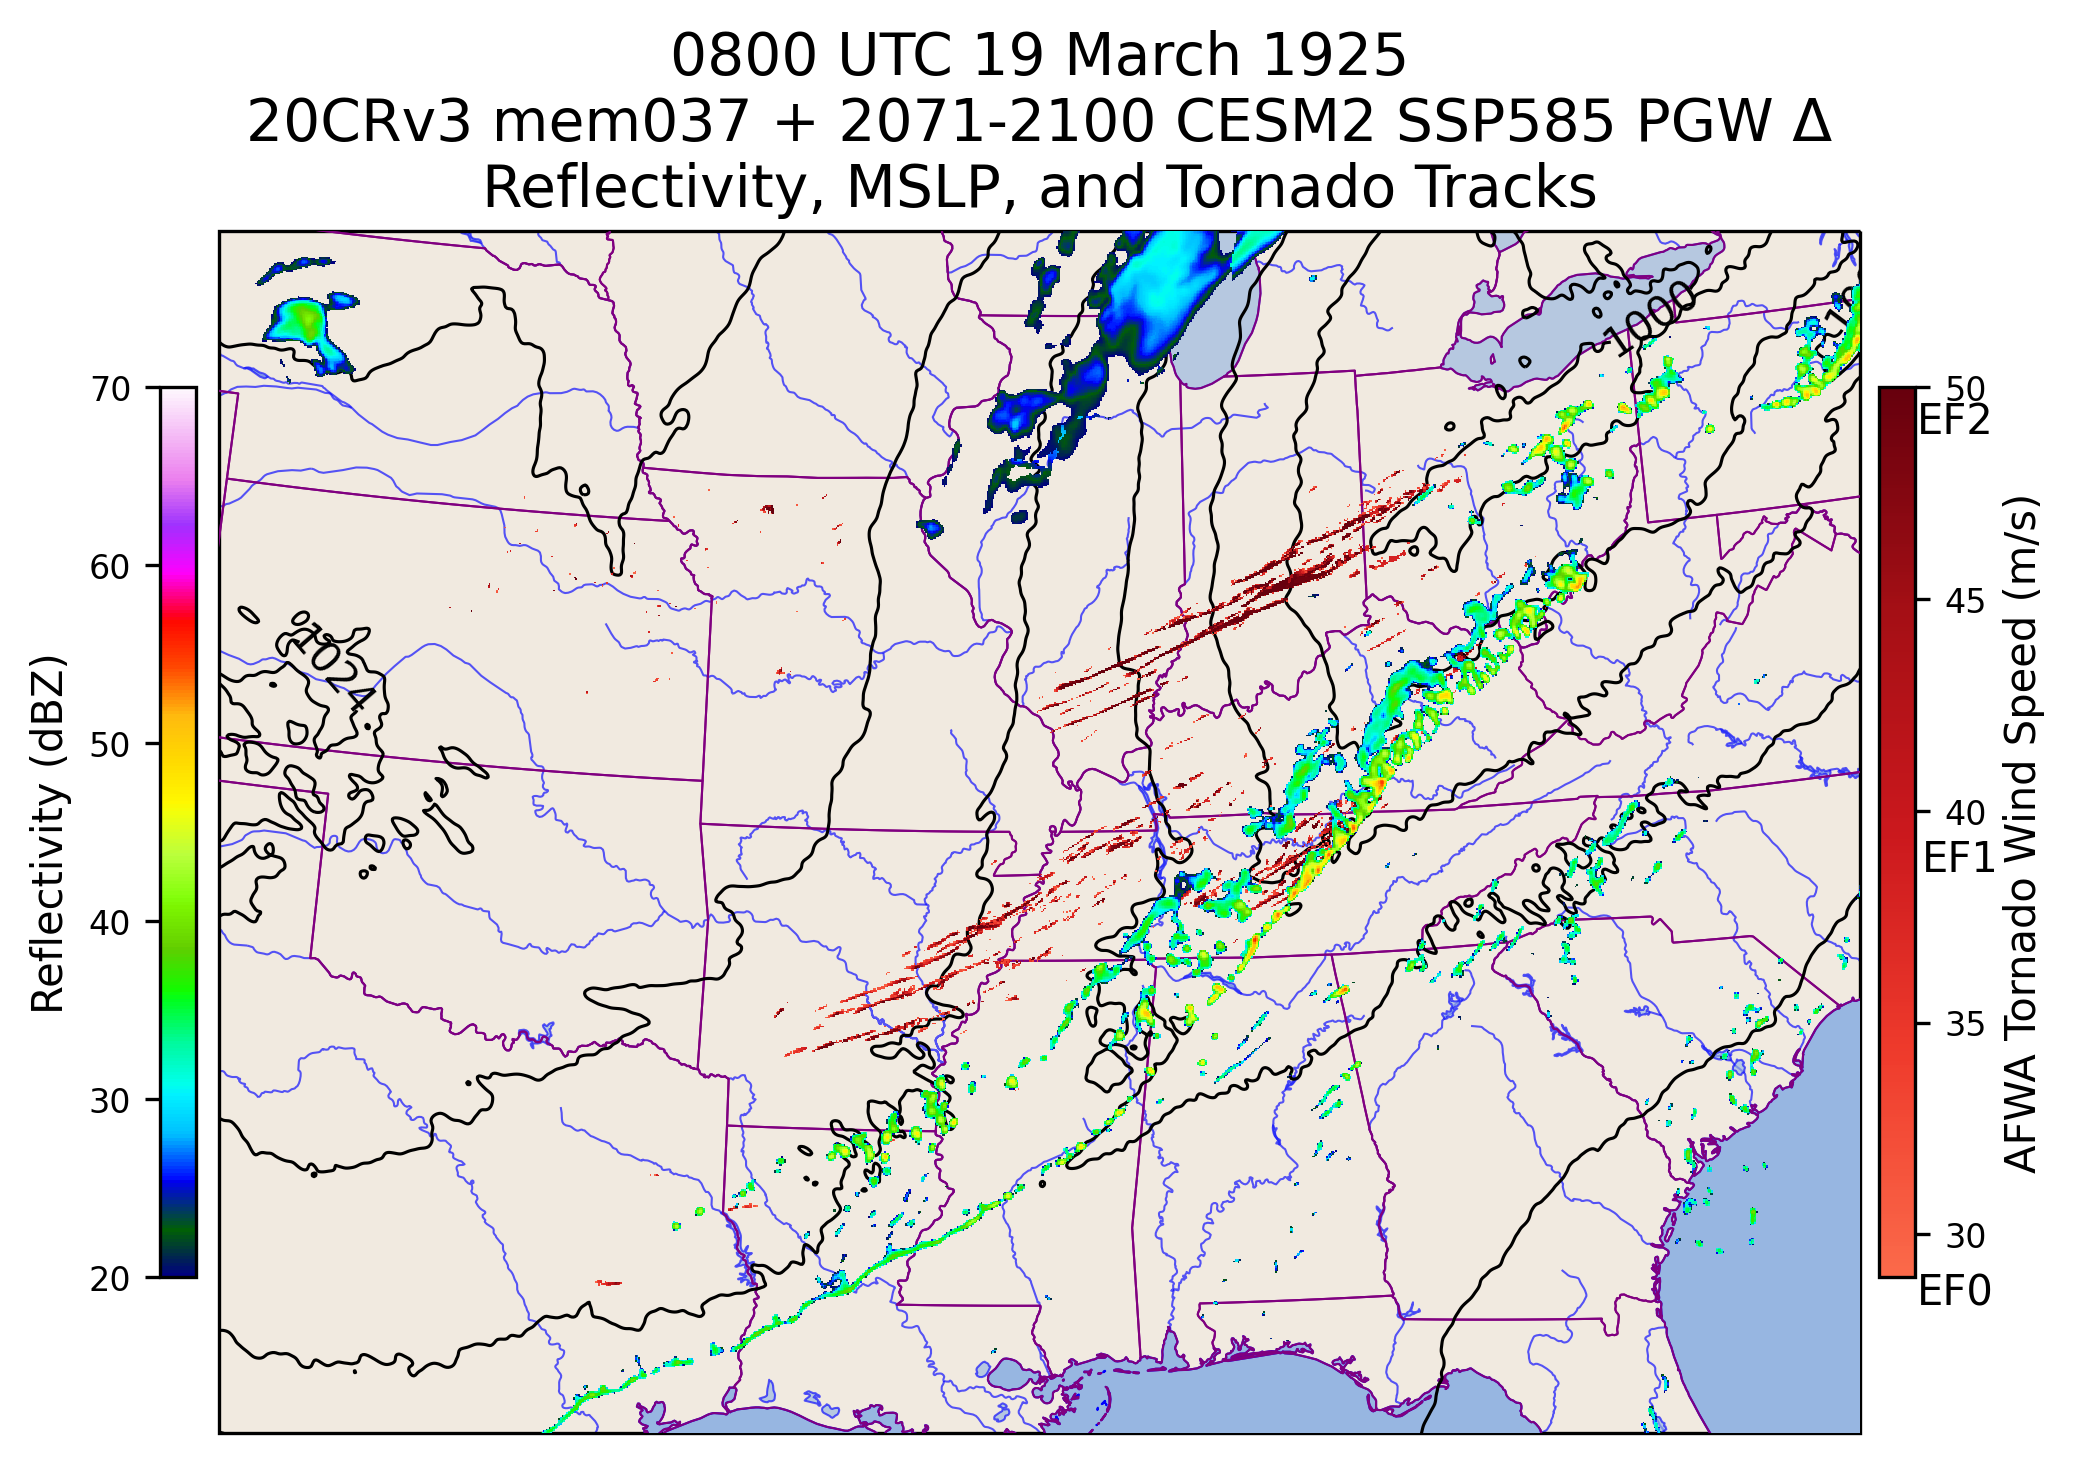 0800 UTC 19 March 1925
20CRv3 mem037 + 2071-2100 CESM2 SSP585 PGW Δ
Reflectivity, MSLP, and Tornado Tracks
70
60
50
40
30
20
Reflectivity (dBZ)
1024
1000
50
EF2
45
40
EF1
35
30
EF0
AFWA Tornado Wind Speed (m/s)